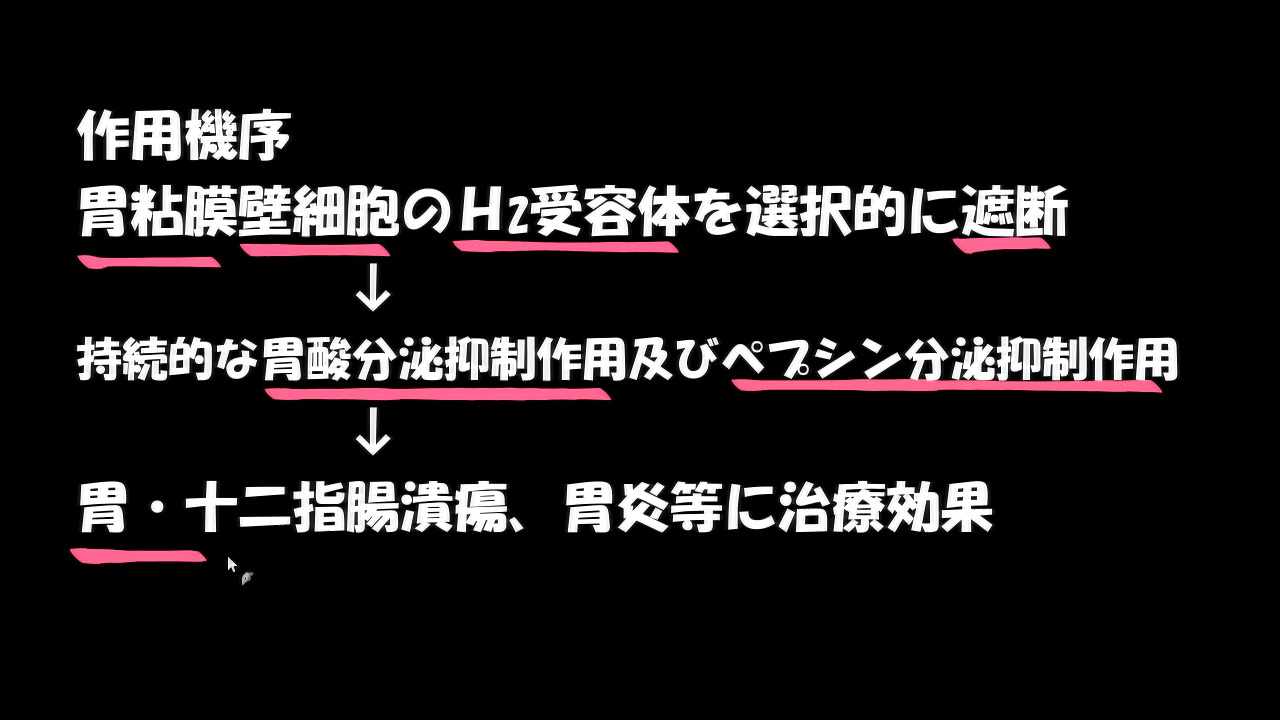 作用機序
胃粘膜壁細胞のH2受容体を選択的に遮断
↓
持続的な胃酸分泌抑制作用及びペプシン分泌抑制作用
↓
胃・十二指腸潰瘍、胃炎等に治療効果